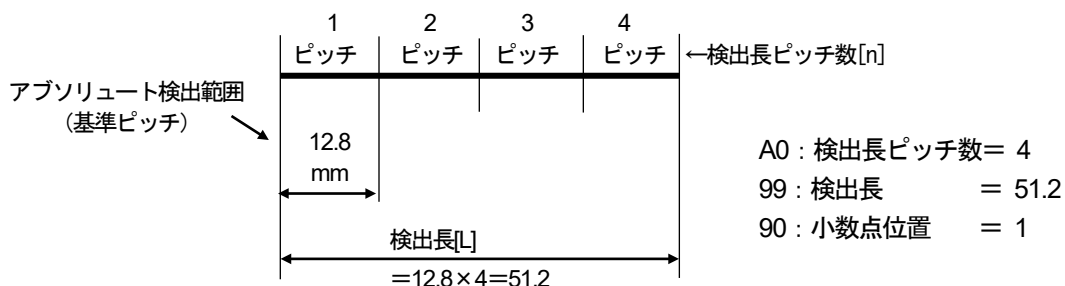 1 2 3 4
ピッチ ピッチ ピッチ ピッチ ←検出長ピッチ数[n]
アブソリュート検出範囲
（基準ピッチ）
12.8
mm
検出長[L]
＝12.8×4＝51.2
A0：検出長ピッチ数＝ 4
99：検出長 ＝ 51.2
90：小数点位置 ＝ 1